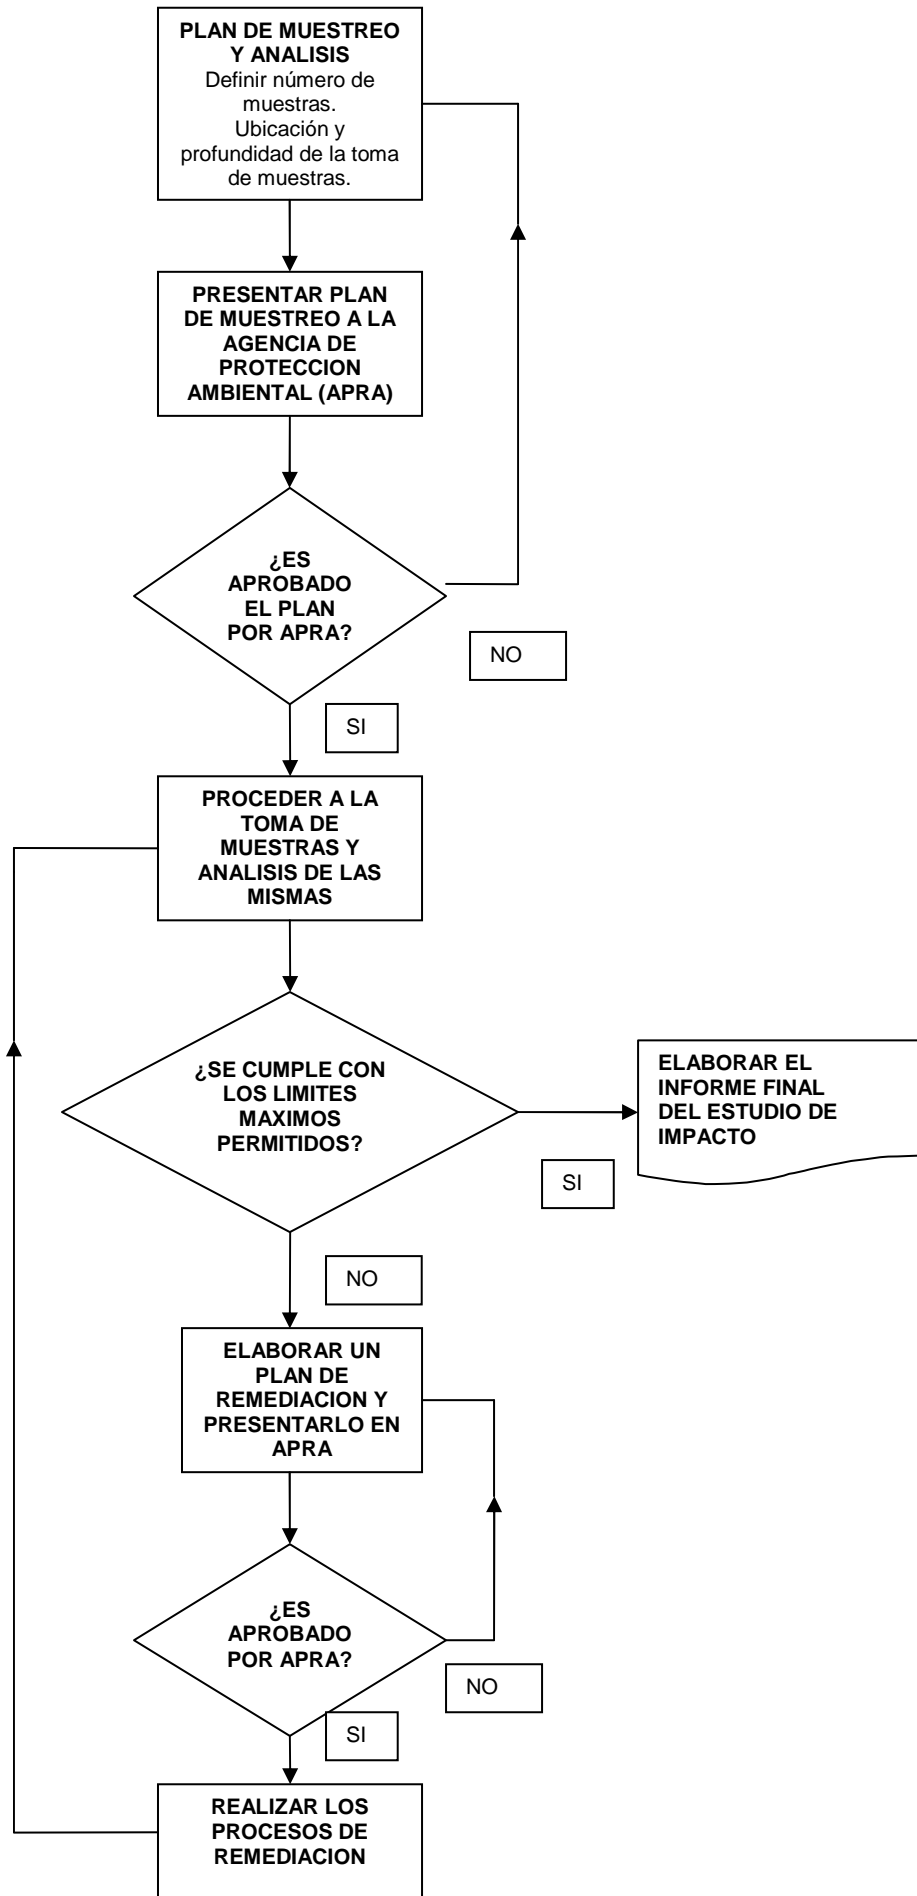 PLAN DE MUESTREO
Y ANALISIS
Definir número de
muestras.
Ubicación y
profundidad de la toma
de muestras.
PRESENTAR PLAN
DE MUESTREO A LA
AGENCIA DE
PROTECCION
AMBIENTAL (APRA)
¿ES
APROBADO
EL PLAN
POR APRA?
NO
SI
PROCEDER A LA
TOMA DE
MUESTRAS Y
ANALISIS DE LAS
MISMAS
¿SE CUMPLE CON
LOS LIMITES
MAXIMOS
PERMITIDOS?
ELABORAR EL
INFORME FINAL
DEL ESTUDIO DE
IMPACTO
SI
NO
ELABORAR UN
PLAN DE
REMEDIACION Y
PRESENTARLO EN
APRA
¿ES
APROBADO
POR APRA?
NO
SI
REALIZAR LOS
PROCESOS DE
REMEDIACION